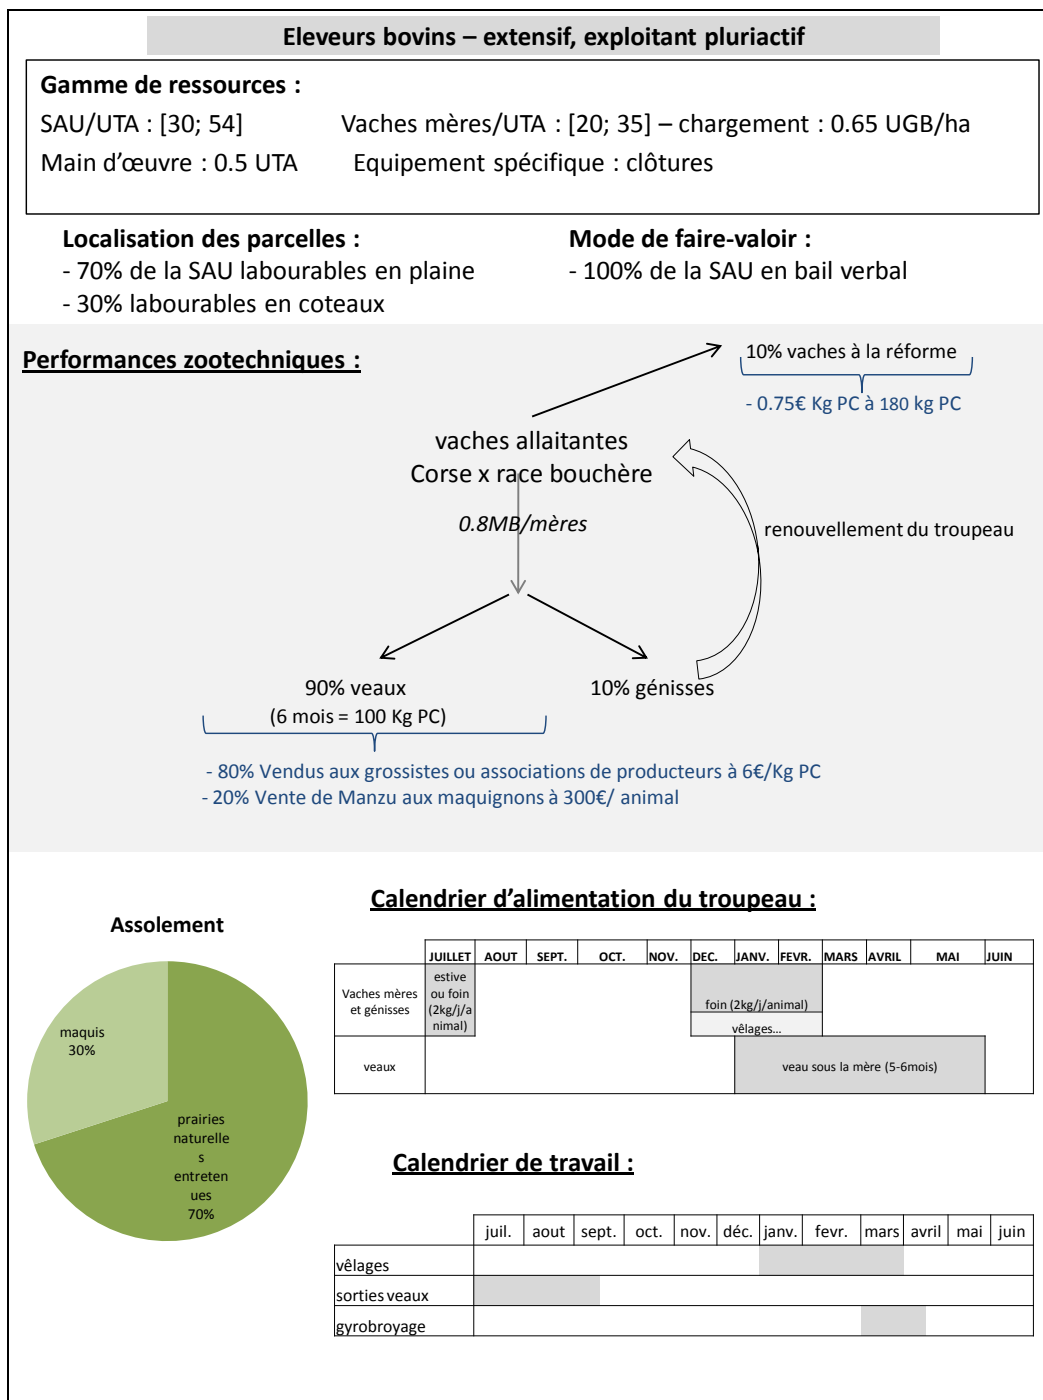 Eleveurs bovins – extensif, exploitant pluriactif
Gamme de ressources :
SAU/UTA : [30; 54] Vaches mères/UTA : [20; 35] – chargement : 0.65 UGB/ha
Main d'œuvre : 0.5 UTA Equipement spécifique : clôtures
Localisation des parcelles :
- 70% de la SAU labourables en plaine
- 30% labourables en coteaux
Mode de faire-valoir :
- 100% de la SAU en bail verbal
Performances zootechniques :
10% vaches à la réforme
- 0.75€ Kg PC à 180 kg PC
vaches allaitantes
Corse x race bouchère
0.8MB/mères
renouvellement du troupeau
90% veaux
(6 mois = 100 Kg PC)
10% génisses
- 80% Vendus aux grossistes ou associations de producteurs à 6€/Kg PC
- 20% Vente de Manzu aux maquignons à 300€/ animal
Assolement
maquis
30%
prairies
naturelle
s
entreten
ues
70%
Calendrier d'alimentation du troupeau :
JUILLET AOUT SEPT. OCT. NOV. DEC. JANV. FEVR. MARS AVRIL MAI JUIN
Vaches mères
et génisses
estive
ou foin
(2kg/j/a
nimal)
foin (2kg/j/animal)
vêlages...
veaux
veau sous la mère (5-6mois)
Calendrier de travail :
juil. aout sept. oct. nov. déc. janv. fevr. mars avril mai juin
vêlages
sorties veaux
gyrobroyage